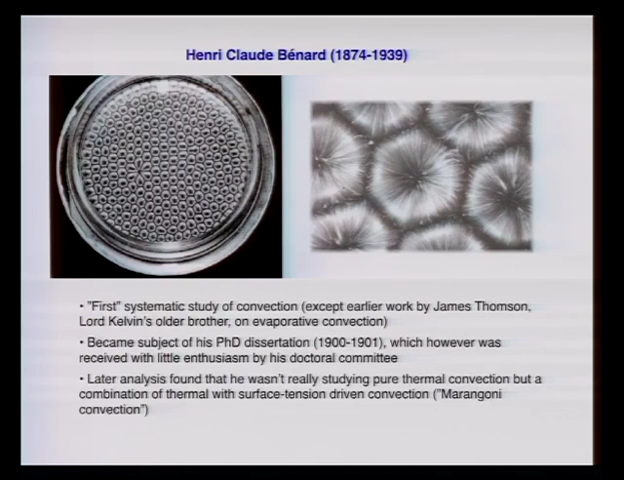 Henri Claude Bénard (1874-1939)
• "First" systematic study of convection (except earlier work by James Thomson,
Lord Kelvin's older brother, on evaporative convection)
• Became subject of his PhD dissertation (1900-1901), which however was
received with little enthusiasm by his doctoral committee
• Later analysis found that he wasn't really studying pure thermal convection but a
combination of thermal with surface-tension driven convection ("Marangoni
convection")